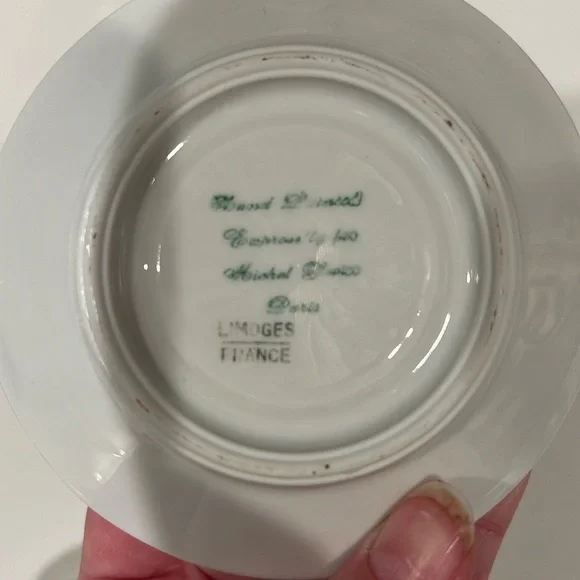 Hand Painted
Expressly for
Michel
Paris
LIMOGES
FRANCE